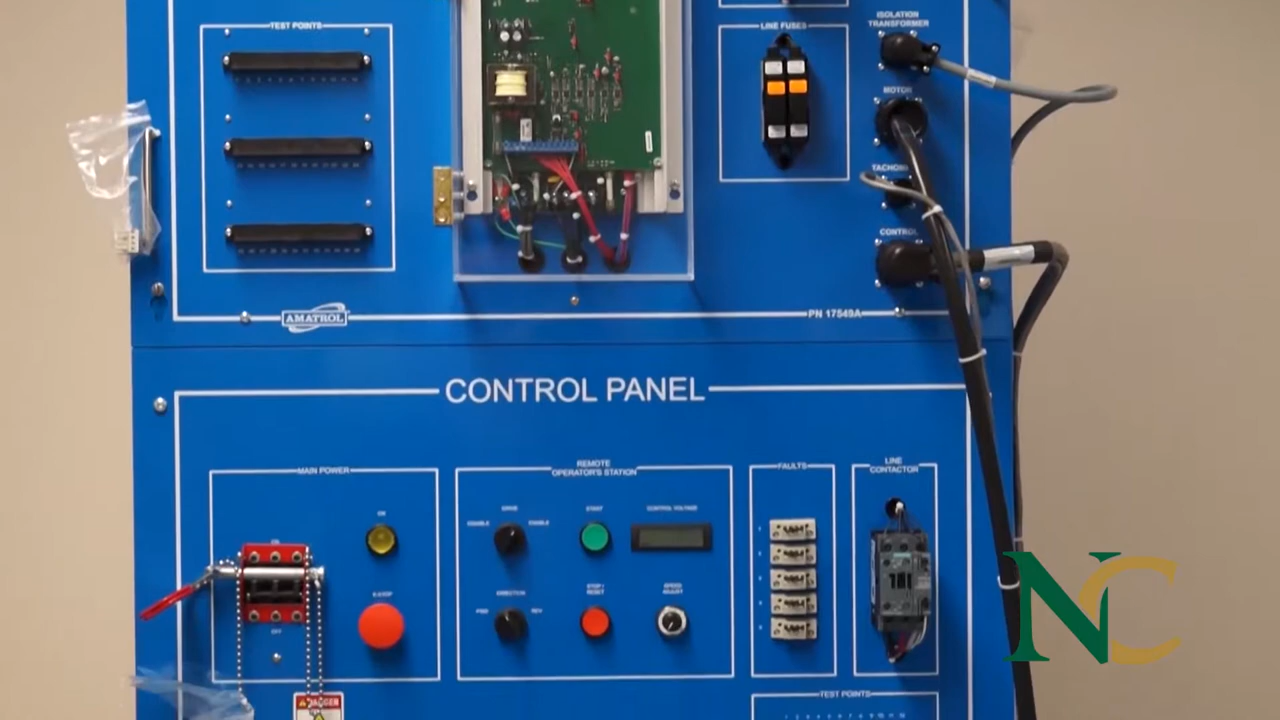 TEST POINTS
LINE FUSES
ISOLATION
TRANSFORMER
MOTOR
CONTROL
AMATROL
PN 17549A
CONTROL PANEL
MAIN POWER
ON
E-STOP
ON
OFF
DANGER
REMOTE
OPERATOR'S STATION
DRIVE
DISABLE
ENABLE
START
CONTROL VOLTAGE
DIRECTION
FWD
REV
STOP /
RESET
SPEED
ADJUST
FAULTS
LINE
CONTACTOR
TEST POINTS
NC